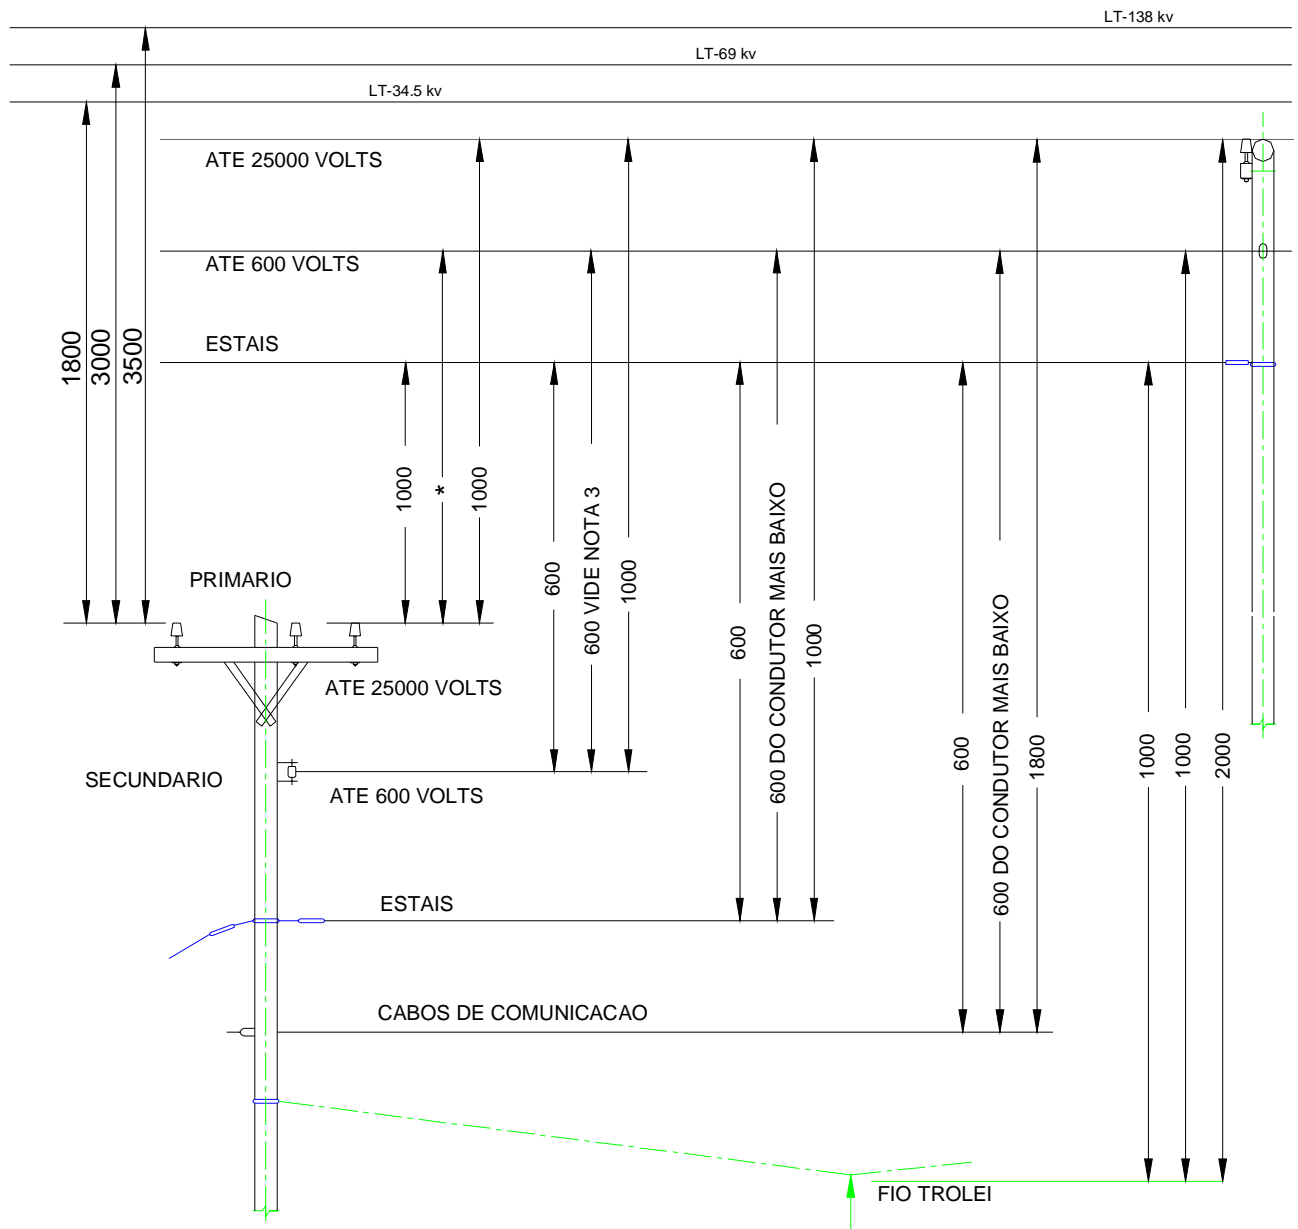 LT-138 kv
LT-69 kv
LT-34.5 kv
ATE 25000 VOLTS
ATE 600 VOLTS
ESTAIS
1800
3000
3500
1000
*
1000
600
600 VIDE NOTA 3
1000
600
600 DO CONDUTOR MAIS BAIXO
1000
600
600 DO CONDUTOR MAIS BAIXO
1800
1000
1000
2000
PRIMARIO
ATE 25000 VOLTS
SECUNDARIO
ATE 600 VOLTS
ESTAIS
CABOS DE COMUNICACAO
FIO TROLEI